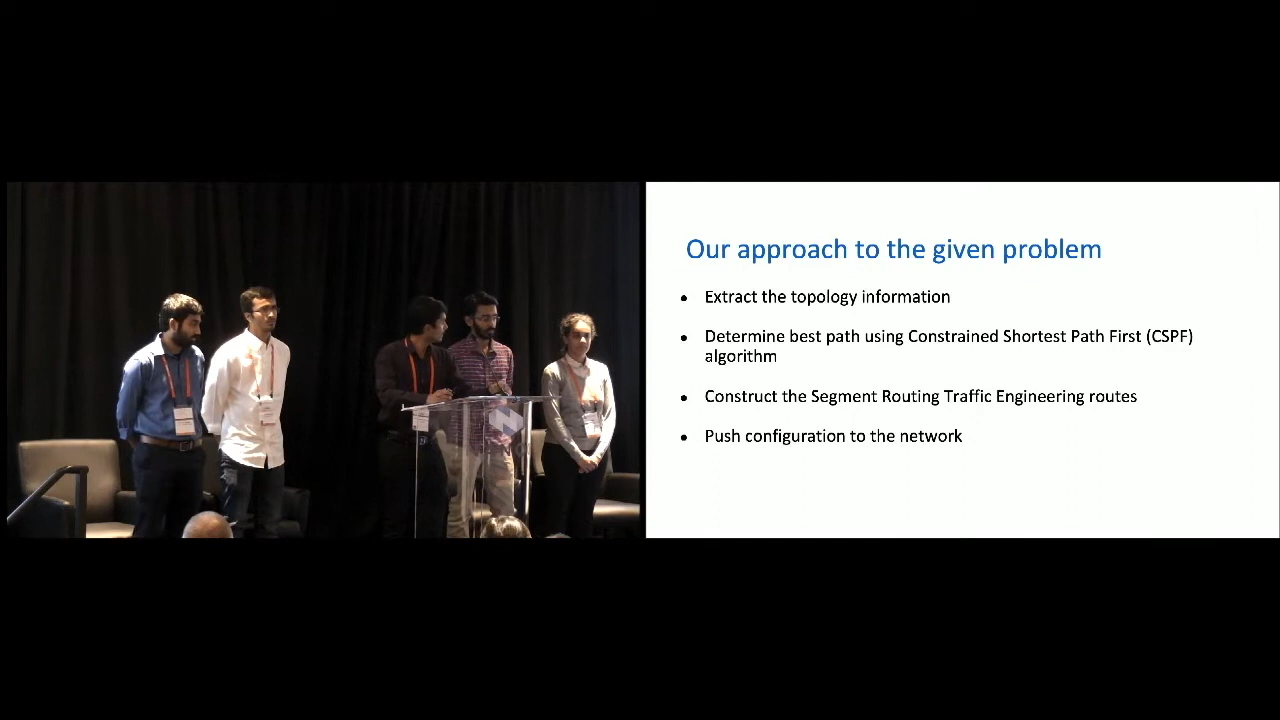 Our approach to the given problem
• Extract the topology information
• Determine best path using Constrained Shortest Path First (CSPF)
algorithm
• Construct the Segment Routing Traffic Engineering routes
• Push configuration to the network